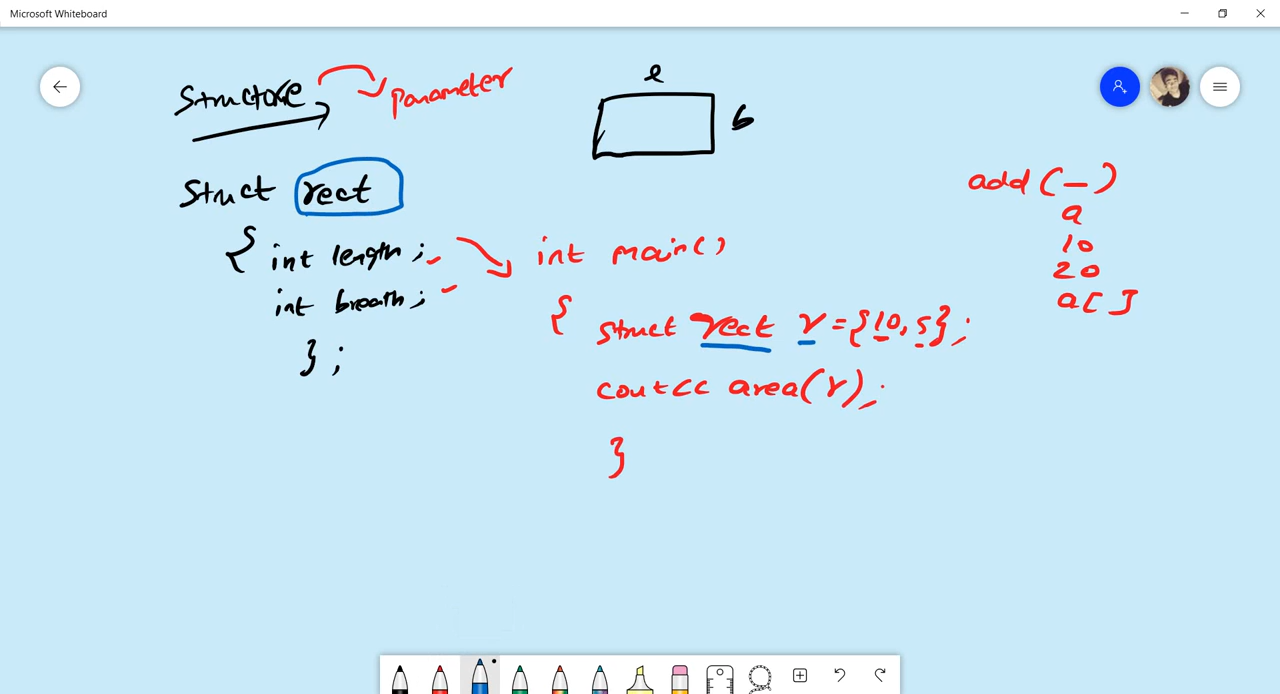 Microsoft Whiteboard
Structure
parameter
l
b
struct rect
{ int length;
int breath;
};
int main()
{ struct rect r={10,5};
cout<< area(r);
}
add(—)
a
10
20
a[]